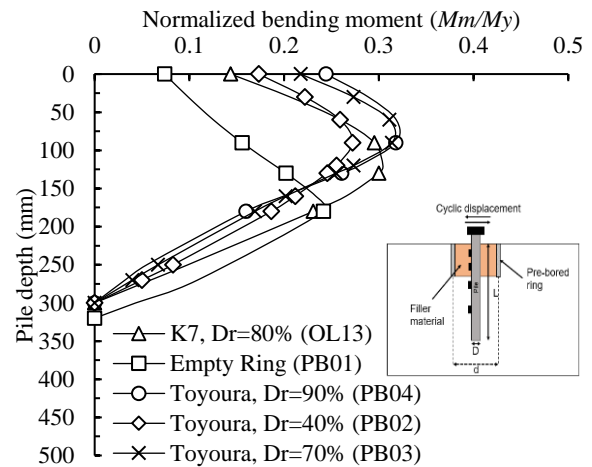 Normalized bending moment (Mm/My)
0 0.1 0.2 0.3 0.4 0.5
Pile depth (mm)
0
50
100
150
200
250
300
350
400
450
500
K7, Dr=80% (OL13)
Empty Ring (PB01)
Toyoura, Dr=90% (PB04)
Toyoura, Dr=40% (PB02)
Toyoura, Dr=70% (PB03)
Cyclic displacement
Pre-bored
ring
Filler
material
Pile
L
D
d